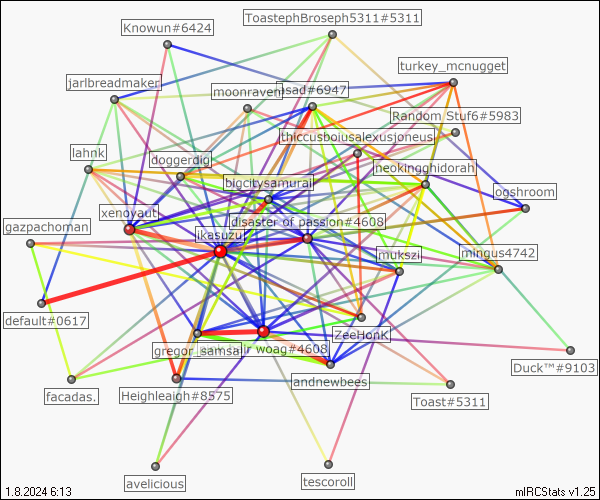 ToastephBroseph5311#5311
Knowun#6424
turkey_mcnugget
jarlbreadmaker
moonraven
sad#6947
Random_Stuf6#5983
thiccusboiusalexusjoneus
lahnk
doggerdig
neokingghidorah
bigcitysamurai
ogshroom
xenoyaut
disaster of passion#4608
gazpachoman
ikasuzu
mukszi
mingus4742
default#0617
ZeeHonk
gregor_samsa
woag#4608
Duck™#9103
andnewbees
facadas.
Heighleaigh#8575
Toast#5311
avelicious
tescoroll
1.8.2024 6:13
mIRCStats v1.25